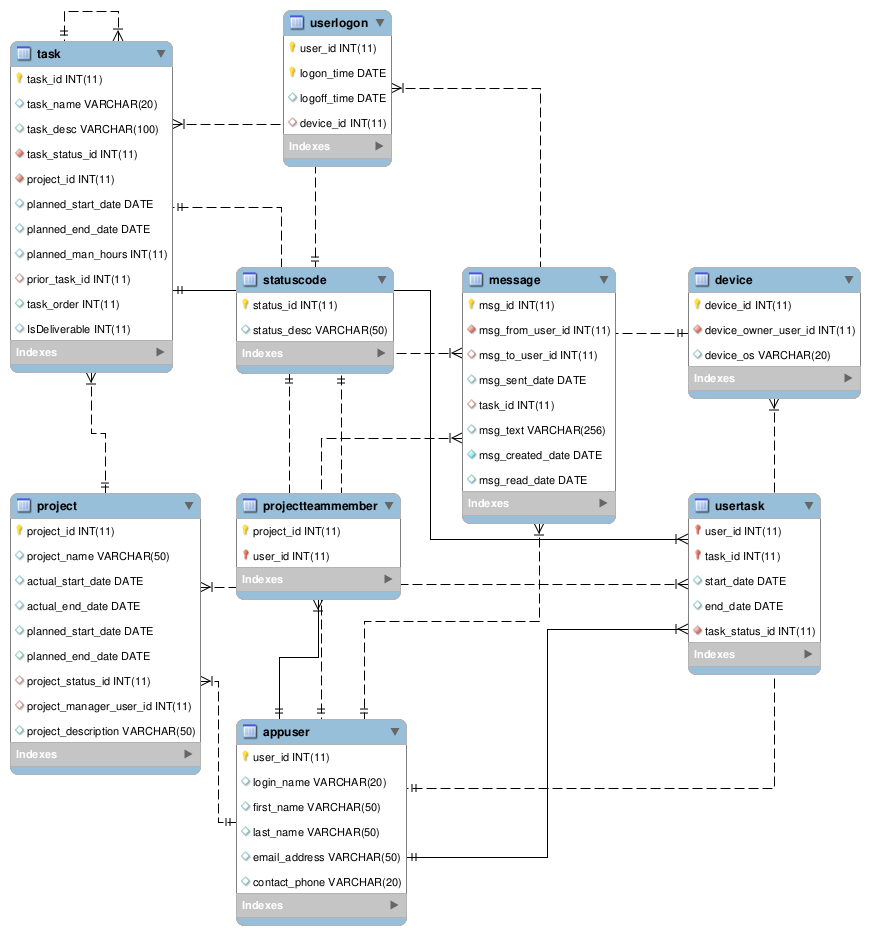 userlogon
user_id INT(11)
logon_time DATE
logoff_time DATE
device_id INT(11)
Indexes
task
task_id INT(11)
task_name VARCHAR(20)
task_desc VARCHAR(100)
task_status_id INT(11)
project_id INT(11)
planned_start_date DATE
planned_end_date DATE
planned_man_hours INT(11)
prior_task_id INT(11)
task_order INT(11)
IsDeliverable INT(11)
Indexes
statuscode
status_id INT(11)
status_desc VARCHAR(50)
Indexes
message
msg_id INT(11)
msg_from_user_id INT(11)
msg_to_user_id INT(11)
msg_sent_date DATE
task_id INT(11)
msg_text VARCHAR(256)
msg_created_date DATE
msg_read_date DATE
Indexes
device
device_id INT(11)
device_owner_user_id INT(11)
device_os VARCHAR(20)
Indexes
project
project_id INT(11)
project_name VARCHAR(50)
actual_start_date DATE
actual_end_date DATE
planned_start_date DATE
planned_end_date DATE
project_status_id INT(11)
project_manager_user_id INT(11)
project_description VARCHAR(50)
Indexes
projectteammember
project_id INT(11)
user_id INT(11)
Indexes
usertask
user_id INT(11)
task_id INT(11)
start_date DATE
end_date DATE
task_status_id INT(11)
Indexes
appuser
user_id INT(11)
login_name VARCHAR(20)
first_name VARCHAR(50)
last_name VARCHAR(50)
email_address VARCHAR(50)
contact_phone VARCHAR(20)
Indexes